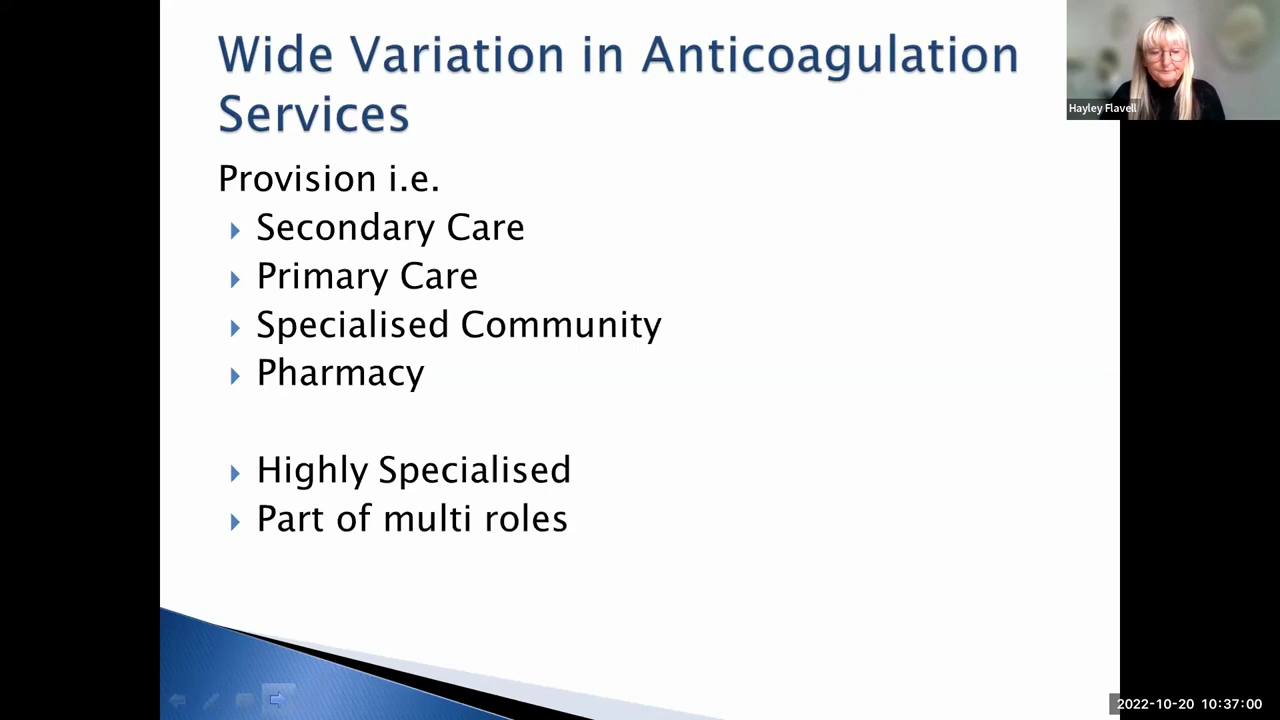 Wide Variation in Anticoagulation
Services
Hayley Flavell
Provision i.e.
Secondary Care
Primary Care
Specialised Community
Pharmacy
Highly Specialised
Part of multi roles
2022-10-20 10:37:00